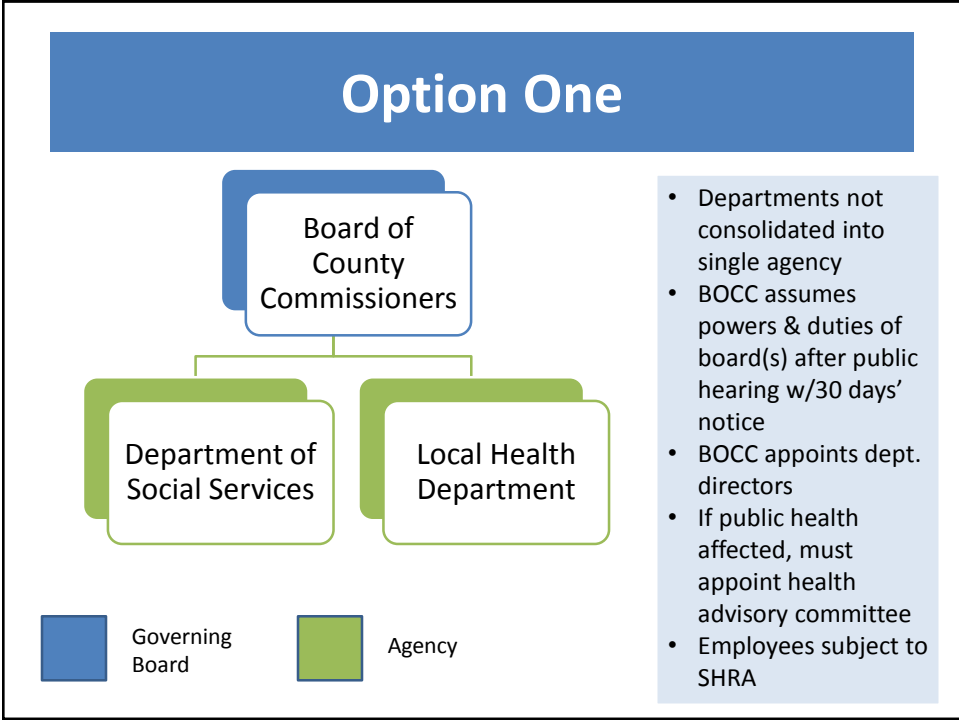 Option One
Board of
County
Commissioners
Department of
Social Services
Local Health
Department
Governing
Board
Agency
• Departments not
consolidated into
single agency
• BOCC assumes
powers & duties of
board(s) after public
hearing w/30 days’
notice
• BOCC appoints dept.
directors
• If public health
affected, must
appoint health
advisory committee
• Employees subject to
SHRA